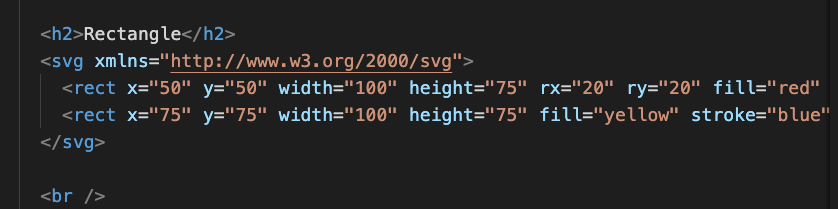 <h2>Rectangle</h2>
<svg xmlns="http://www.w3.org/2000/svg">
<rect x="50" y="50" width="100" height="75" rx="20" ry="20" fill="red"
<rect x="75" y="75" width="100" height="75" fill="yellow" stroke="blue"
</svg>
<br />